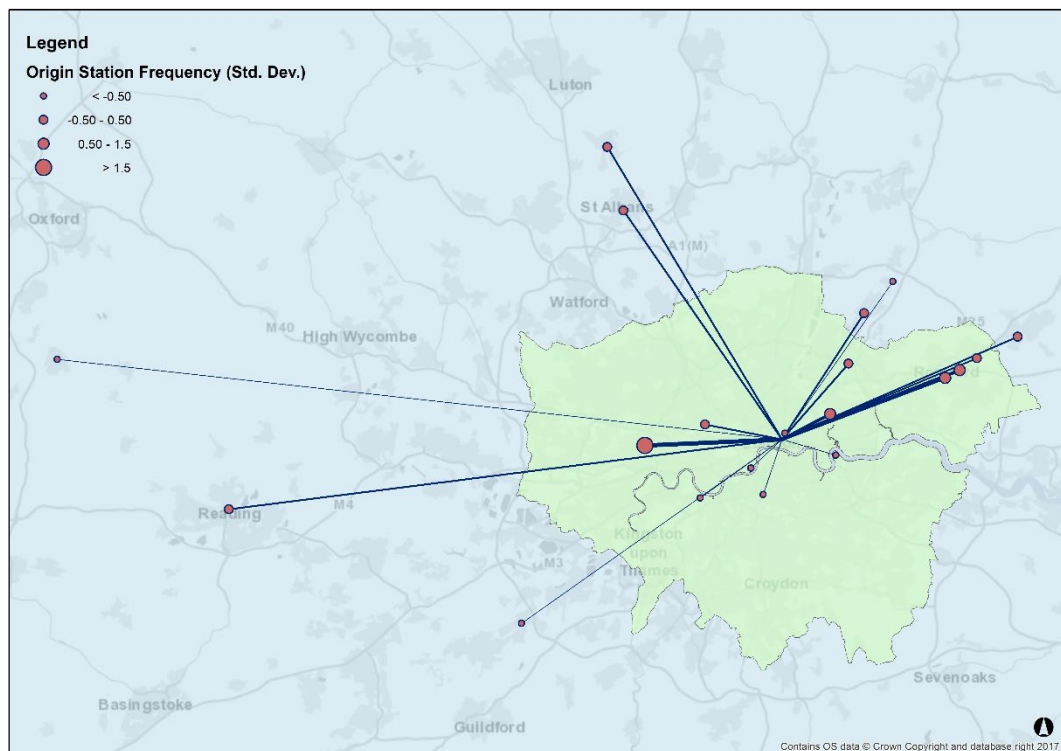 Legend
Origin Station Frequency (Std. Dev.)
< -0.50
-0.50 - 0.50
0.50 - 1.5
> 1.5
Luton
St Albans
Oxford
A1(M)
Watford
M40
High Wycombe
M25
M4
Reading
Kingston
upon
Thames
M3
Croydon
Sevenoaks
Basingstoke
Guildford
Contains OS data © Crown Copyright and database right 2017